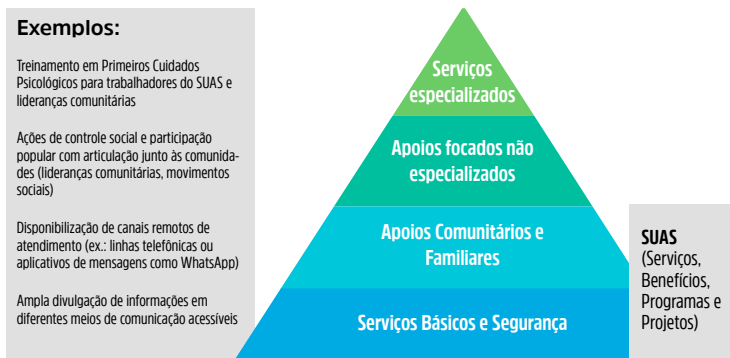 Exemplos:
Treinamento em Primeiros Cuidados
Psicológicos para trabalhadores do SUAS e
lideranças comunitárias
Ações de controle social e participação
popular com articulação junto às comunida-
des (lideranças comunitárias, movimentos
sociais)
Disponibilização de canais remotos de
atendimento (ex.: linhas telefônicas ou
aplicativos de mensagens como WhatsApp)
Ampla divulgação de informações em
diferentes meios de comunicação acessíveis
Serviços
especializados
Apoios focados não
especializados
Apoios Comunitários e
Familiares
Serviços Básicos e Segurança
SUAS
(Serviços,
Benefícios,
Programas e
Projetos)